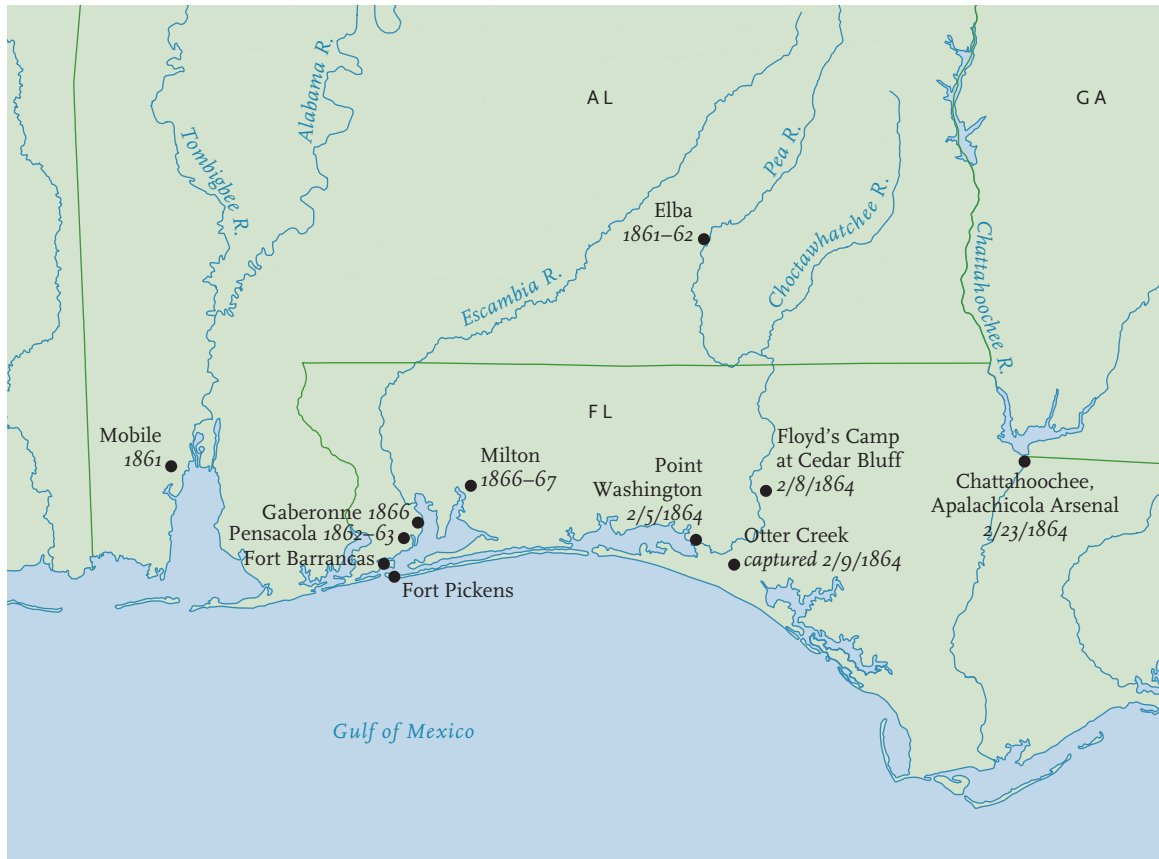 AL
GA
Alabama R.
Tombigbee R.
Pea R.
Choctawhatchee R.
Chattahoochee R.
Escambia R.
Elba
1861–62
FL
Mobile
1861
Milton
1866–67
Gaberonne 1866
Pensacola 1862–63
Fort Barrancas
Fort Pickens
Point
Washington
2/5/1864
Floyd’s Camp
at Cedar Bluff
2/8/1864
Otter Creek
captured 2/9/1864
Chattahoochee,
Apalachicola Arsenal
2/23/1864
Gulf of Mexico